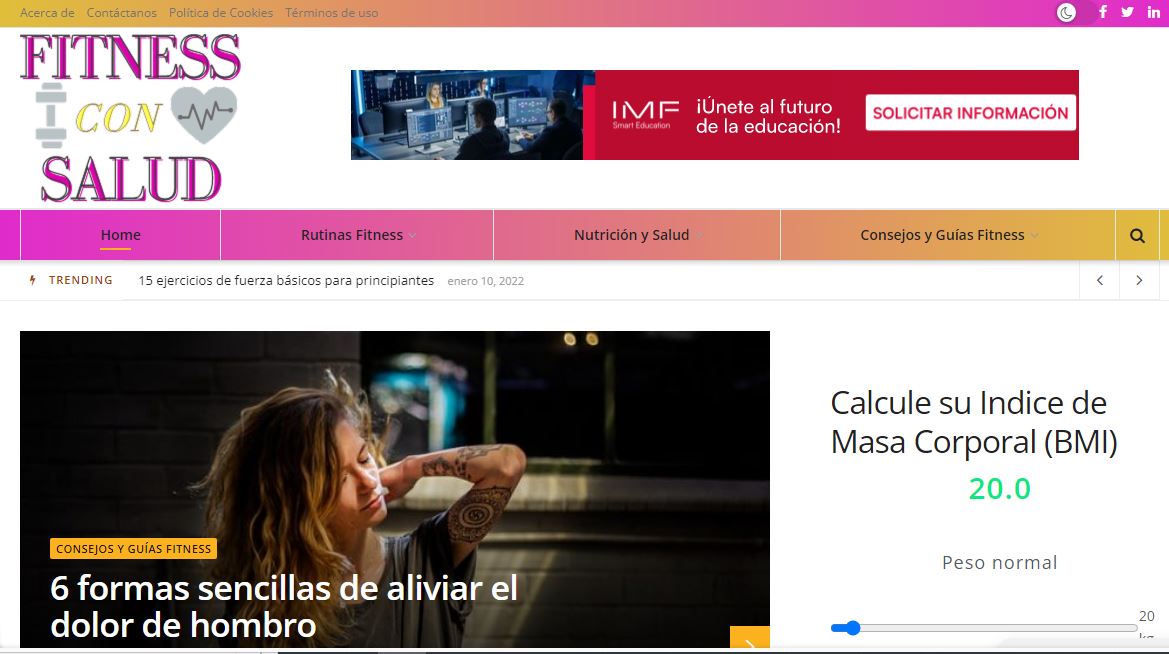 Acerca de Contáctanos Política de Cookies Términos de uso
FITNESS
CON
SALUD
IMF
Smart Education
¡Únete al futuro
de la educación!
SOLICITAR INFORMACIÓN
Home Rutinas Fitness Nutrición y Salud Consejos y Guías Fitness
TRENDING 15 ejercicios de fuerza básicos para principiantes enero 10, 2022
CONSEJOS Y GUÍAS FITNESS
6 formas sencillas de aliviar el
dolor de hombro
Calcule su Indice de
Masa Corporal (BMI)
20.0
Peso normal
20
kg